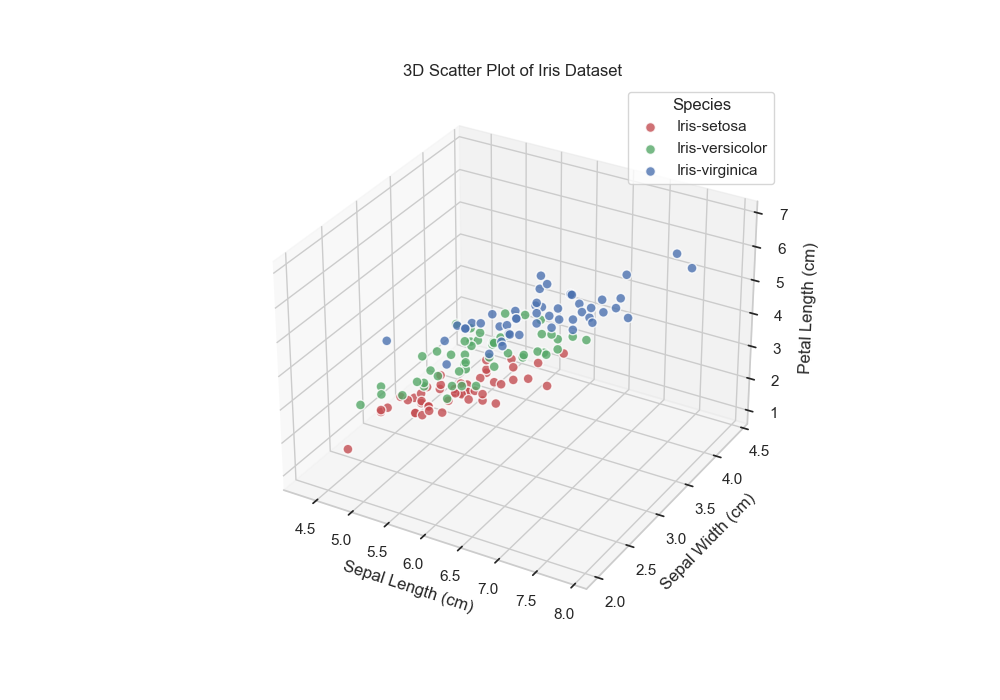 3D Scatter Plot of Iris Dataset
Species
Iris-setosa
Iris-versicolor
Iris-virginica
7
6
5
4
3
2
1
Petal Length (cm)
4.5
4.0
3.5
3.0
2.5
2.0
Sepal Width (cm)
4.5
5.0
5.5
6.0
6.5
7.0
7.5
8.0
Sepal Length (cm)